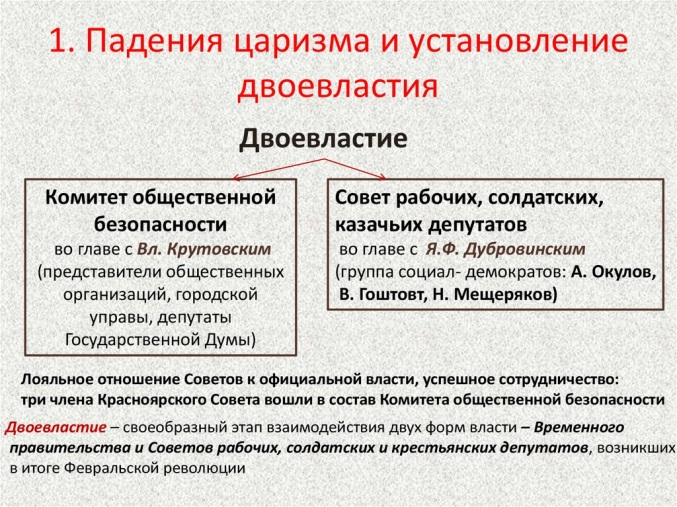 1. Падения царизма и установление
двоевластия
Двоевластие
Комитет общественной
безопасности
во главе с Вл. Крутовским
(представители общественных
организаций, городской
управы, депутаты
Государственной Думы)
Совет рабочих, солдатских,
казачьих депутатов
во главе с Я.Ф. Дубровинским
(группа социал- демократов: А. Окулов,
В. Гоштовт, Н. Мещеряков)
Лояльное отношение Советов к официальной власти, успешное сотрудничество:
три члена Красноярского Совета вошли в состав Комитета общественной безопасности
Двоевластие – своеобразный этап взаимодействия двух форм власти – Временного
правительства и Советов рабочих, солдатских и крестьянских депутатов, возникших
в итоге Февральской революции